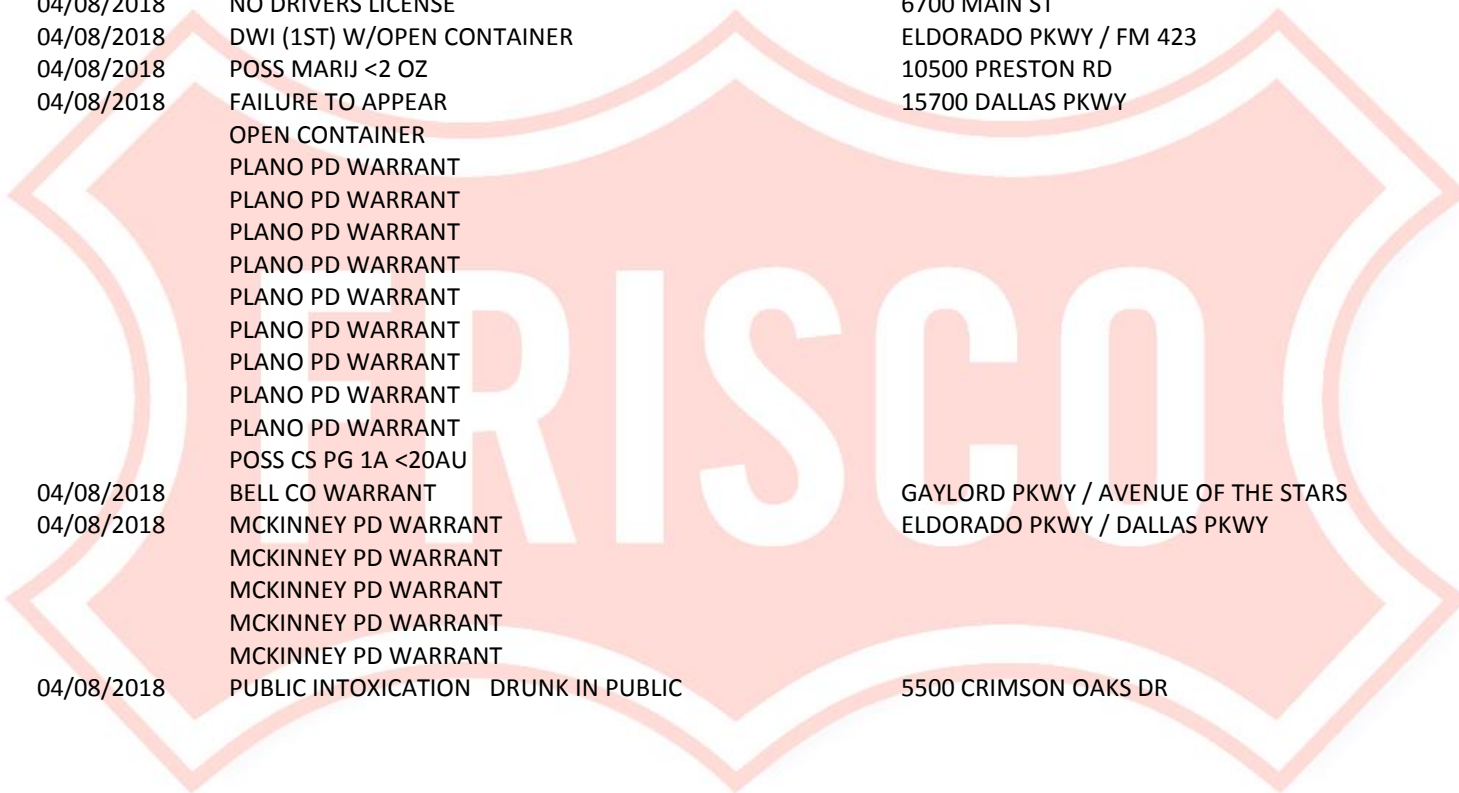 04/08/2018 NO DRIVERS LICENSE 6700 MAIN ST
04/08/2018 DWI (1ST) W/OPEN CONTAINER ELDORADO PKWY / FM 423
04/08/2018 POSS MARIJ <2 OZ 10500 PRESTON RD
04/08/2018 FAILURE TO APPEAR 15700 DALLAS PKWY
OPEN CONTAINER
PLANO PD WARRANT
PLANO PD WARRANT
PLANO PD WARRANT
PLANO PD WARRANT
PLANO PD WARRANT
PLANO PD WARRANT
PLANO PD WARRANT
PLANO PD WARRANT
PLANO PD WARRANT
POSS CS PG 1A <20AU
04/08/2018 BELL CO WARRANT GAYLORD PKWY / AVENUE OF THE STARS
04/08/2018 MCKINNEY PD WARRANT ELDORADO PKWY / DALLAS PKWY
MCKINNEY PD WARRANT
MCKINNEY PD WARRANT
MCKINNEY PD WARRANT
MCKINNEY PD WARRANT
04/08/2018 PUBLIC INTOXICATION DRUNK IN PUBLIC 5500 CRIMSON OAKS DR
FRISCO